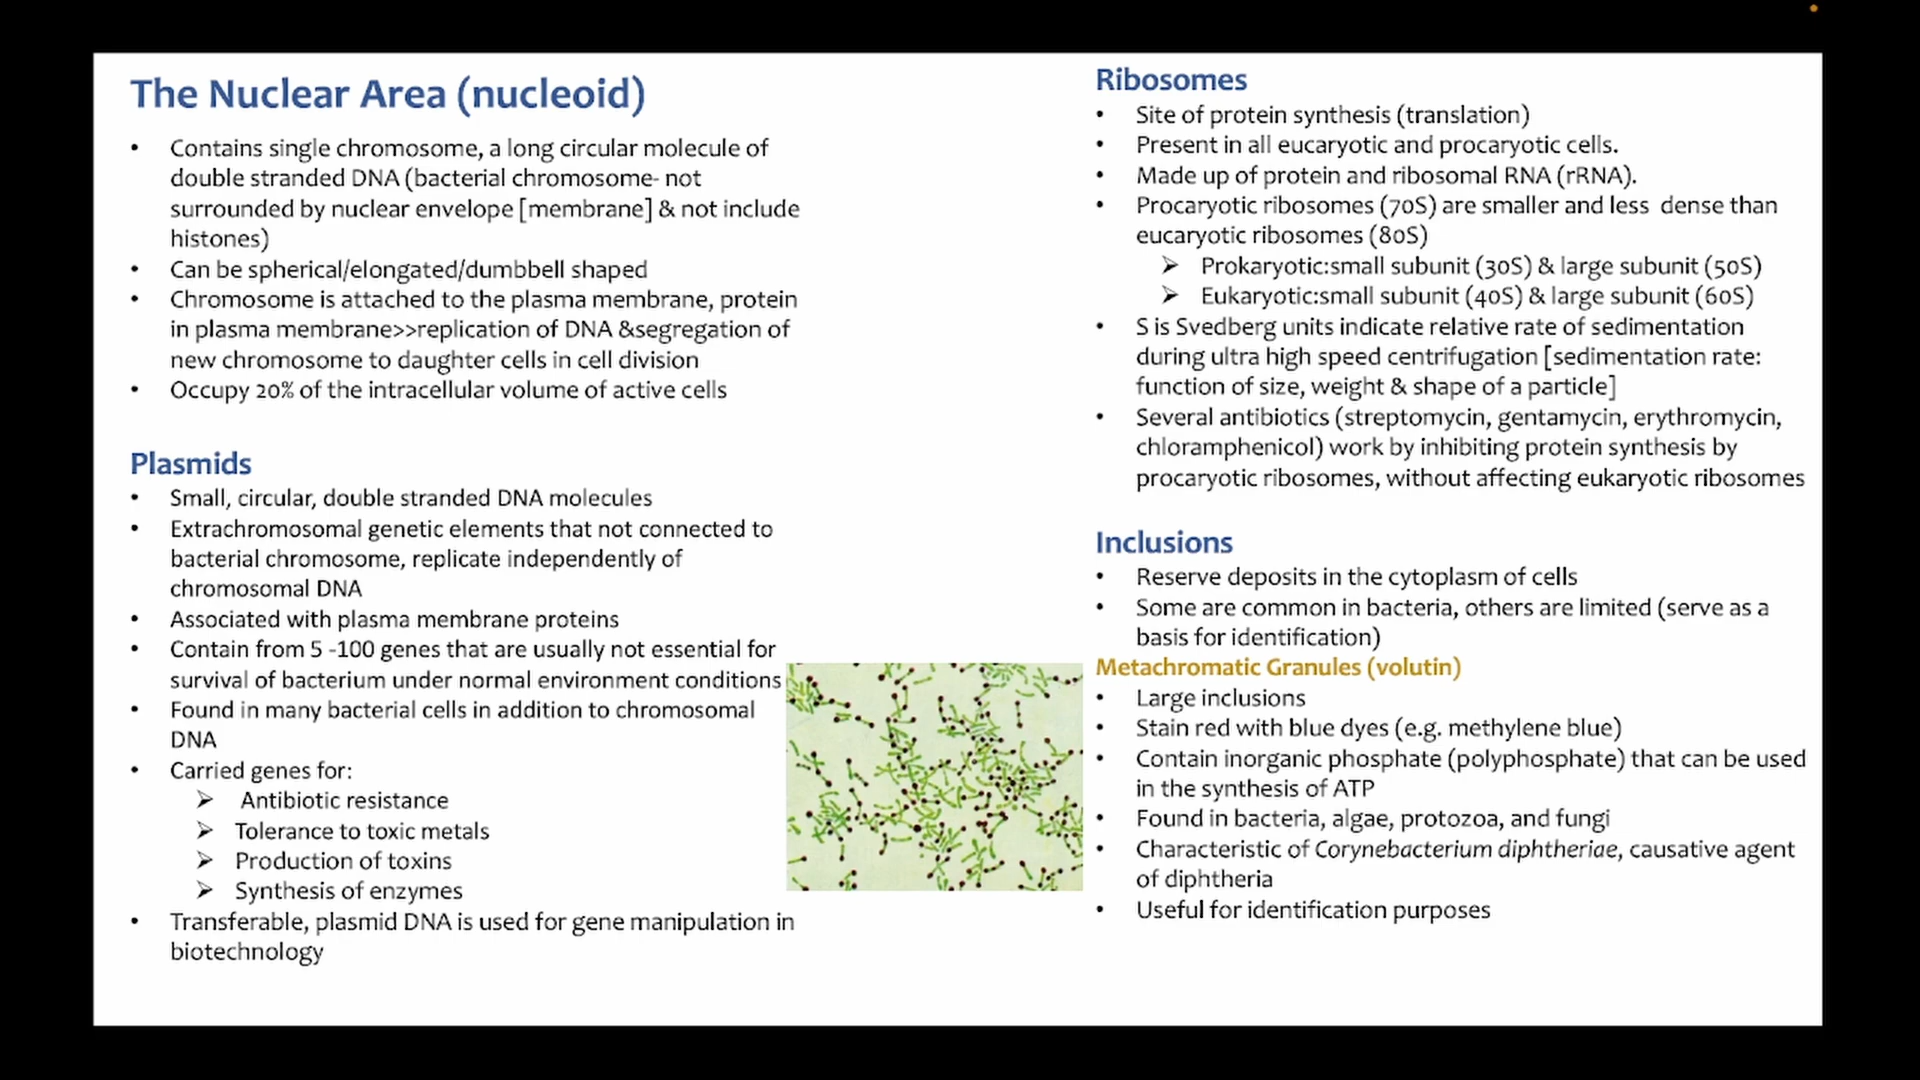 The Nuclear Area (nucleoid)
• Contains single chromosome, a long circular molecule of
double stranded DNA (bacterial chromosome- not
surrounded by nuclear envelope [membrane] & not include
histones)
• Can be spherical/elongated/dumbbell shaped
• Chromosome is attached to the plasma membrane, protein
in plasma membrane>>replication of DNA &segregation of
new chromosome to daughter cells in cell division
• Occupy 20% of the intracellular volume of active cells
Plasmids
• Small, circular, double stranded DNA molecules
• Extrachromosomal genetic elements that not connected to
bacterial chromosome, replicate independently of
chromosomal DNA
• Associated with plasma membrane proteins
• Contain from 5 -100 genes that are usually not essential for
survival of bacterium under normal environment conditions
• Found in many bacterial cells in addition to chromosomal
DNA
• Carried genes for:
➢ Antibiotic resistance
➢ Tolerance to toxic metals
➢ Production of toxins
➢ Synthesis of enzymes
• Transferable, plasmid DNA is used for gene manipulation in
biotechnology
Ribosomes
• Site of protein synthesis (translation)
• Present in all eucaryotic and procaryotic cells.
• Made up of protein and ribosomal RNA (rRNA).
• Procaryotic ribosomes (70S) are smaller and less dense than
eucaryotic ribosomes (80S)
➢ Prokaryotic:small subunit (30S) & large subunit (50S)
➢ Eukaryotic:small subunit (40S) & large subunit (60S)
• S is Svedberg units indicate relative rate of sedimentation
during ultra high speed centrifugation [sedimentation rate:
function of size, weight & shape of a particle]
• Several antibiotics (streptomycin, gentamycin, erythromycin,
chloramphenicol) work by inhibiting protein synthesis by
procaryotic ribosomes, without affecting eukaryotic ribosomes
Inclusions
• Reserve deposits in the cytoplasm of cells
• Some are common in bacteria, others are limited (serve as a
basis for identification)
Metachromatic Granules (volutin)
• Large inclusions
• Stain red with blue dyes (e.g. methylene blue)
• Contain inorganic phosphate (polyphosphate) that can be used
in the synthesis of ATP
• Found in bacteria, algae, protozoa, and fungi
• Characteristic of Corynebacterium diphtheriae, causative agent
of diphtheria
• Useful for identification purposes